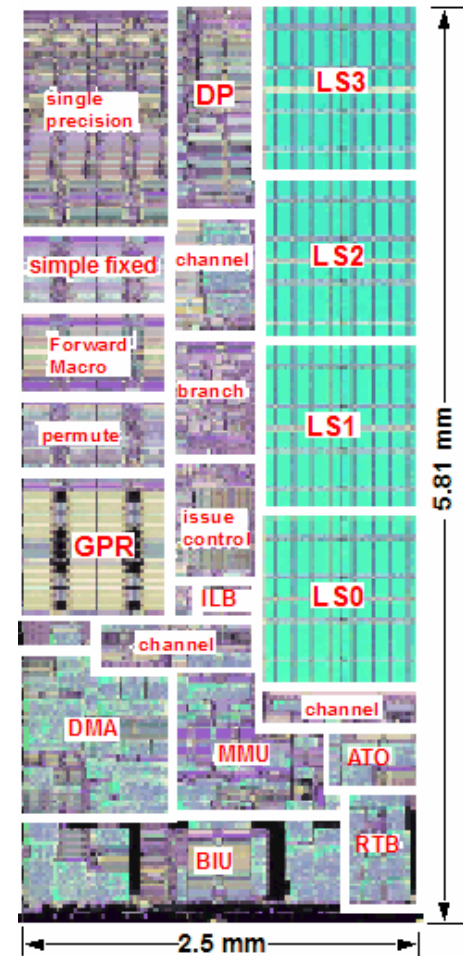 single
precision
DP
LS3
simple fixed
channel
LS2
Forward
Macro
branch
LS1
permute
GPR
issue
control
ILB
LS0
channel
channel
DMA
MMU
ATO
BIU
RTB
5.81 mm
2.5 mm